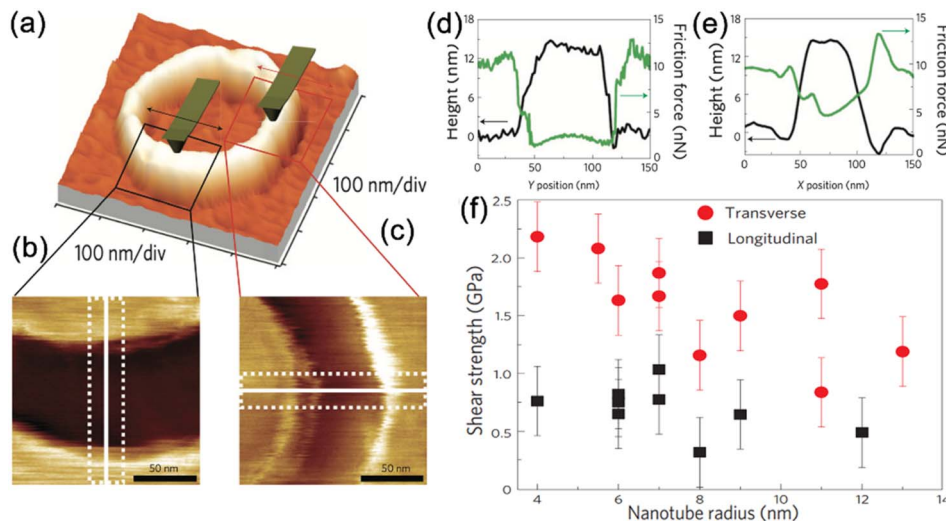 (a)
100 nm/div
100 nm/div
(b)
(c)
50 nm
50 nm
(d)
Height (nm)
18
12
6
0
Friction force (nN)
15
10
5
0
0
50
100
150
Y position (nm)
(e)
Height (nm)
18
12
6
0
Friction force (nN)
15
10
5
0
0
50
100
150
X position (nm)
(f)
Transverse
Longitudinal
Shear strength (GPa)
2.5
2.0
1.5
1.0
0.5
0
4
6
8
10
12
14
Nanotube radius (nm)